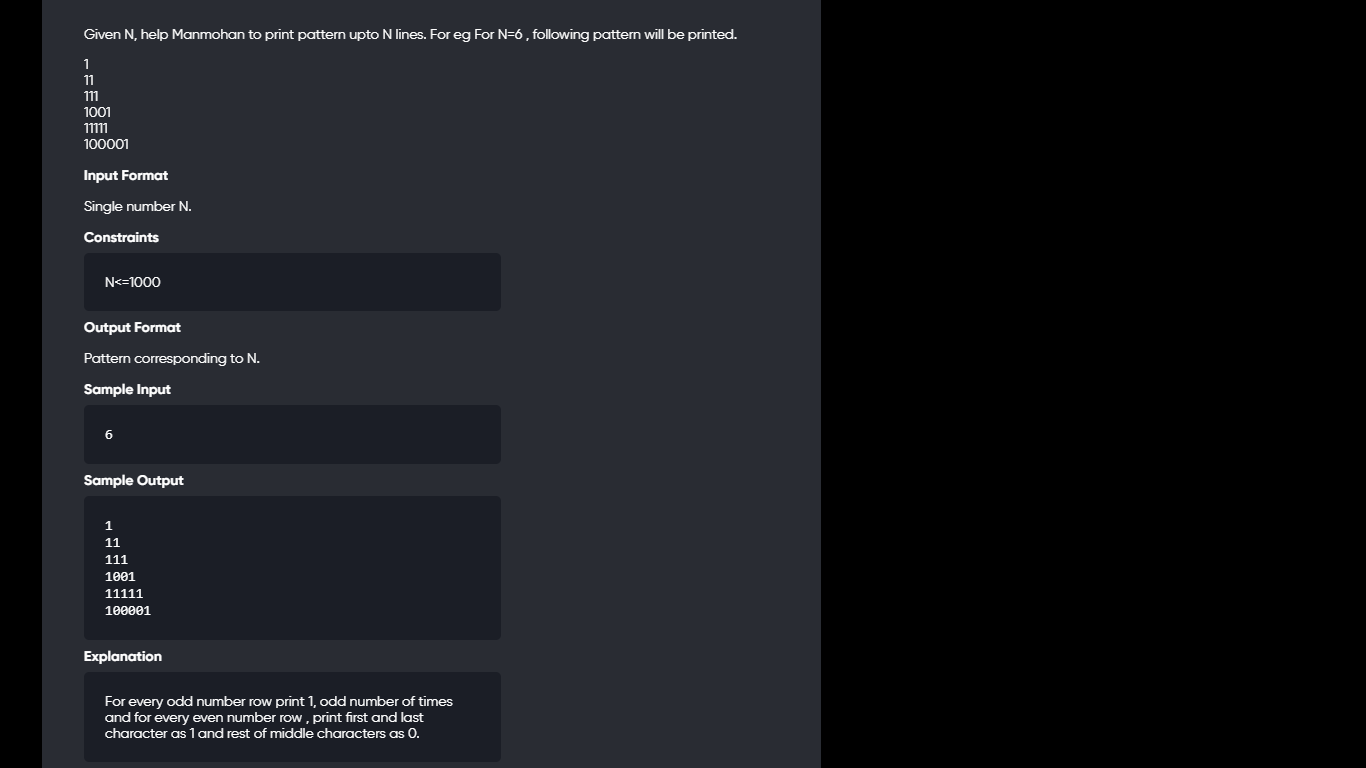 Given N, help Manmohan to print pattern upto N lines. For eg For N=6 , following pattern will be printed.
1
11
111
1001
11111
100001
Input Format
Single number N.
Constraints
N<=1000
Output Format
Pattern corresponding to N.
Sample Input
6
Sample Output
1
11
111
1001
11111
100001
Explanation
For every odd number row print 1, odd number of times
and for every even number row , print first and last
character as 1 and rest of middle characters as 0.